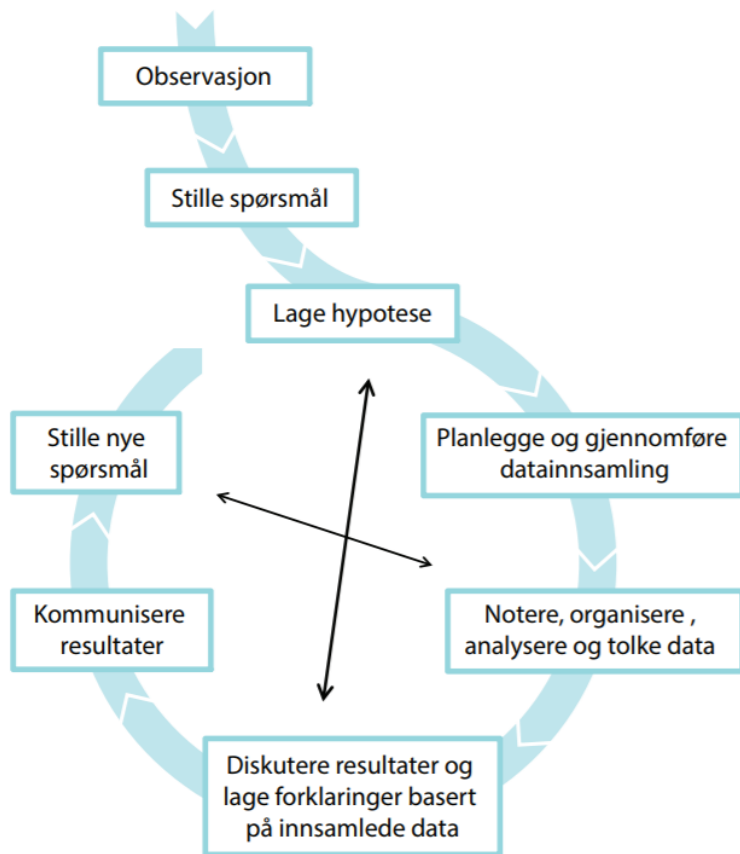 Observasjon
Stille spørsmål
Lage hypotese
Planlegge og gjennomføre
datainnsamling
Notere, organisere ,
analysere og tolke data
Diskutere resultater og
lage forklaringer basert
på innsamlede data
Kommunisere
resultater
Stille nye
spørsmål